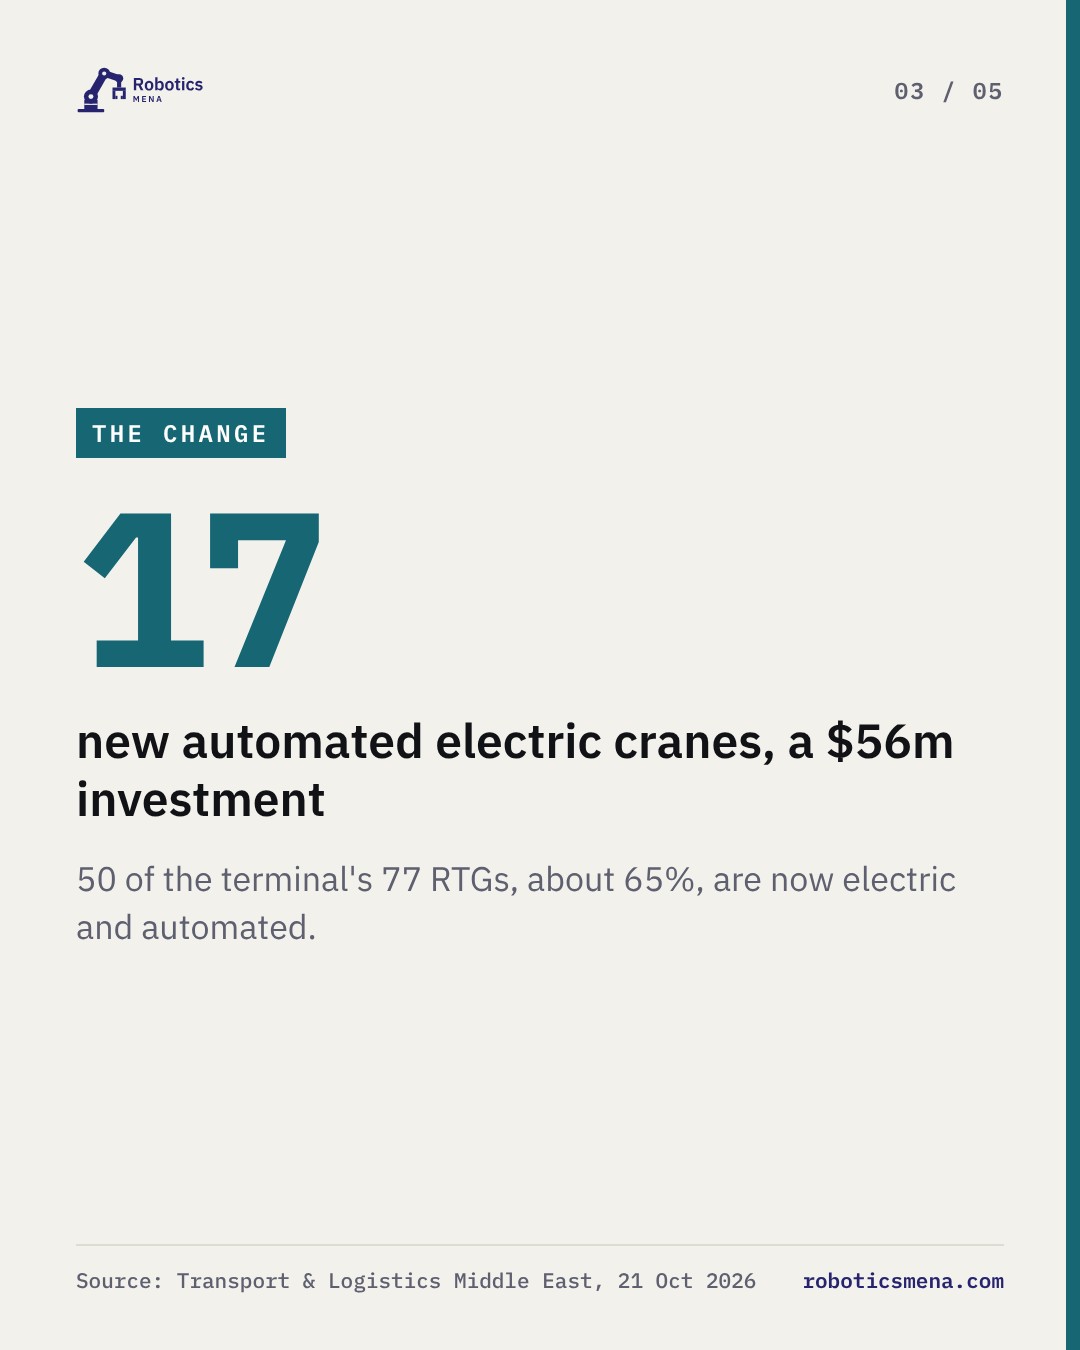 Robotics
MENA
03 / 05
THE CHANGE
17
new automated electric cranes, a $56m
investment
50 of the terminal's 77 RTGs, about 65%, are now electric
and automated.
Source: Transport & Logistics Middle East, 21 Oct 2026
roboticsmena.com